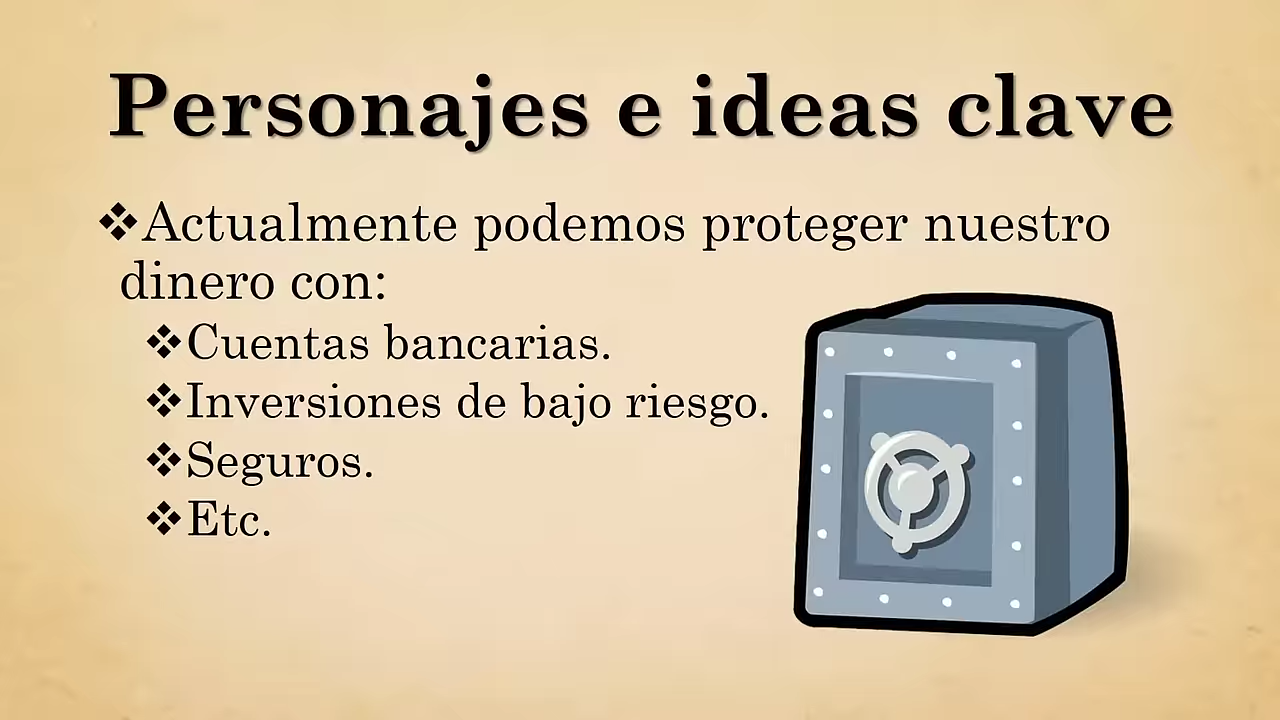 Personajes e ideas clave
❖Actualmente podemos proteger nuestro
dinero con:
❖Cuentas bancarias.
❖Inversiones de bajo riesgo.
❖Seguros.
❖Etc.